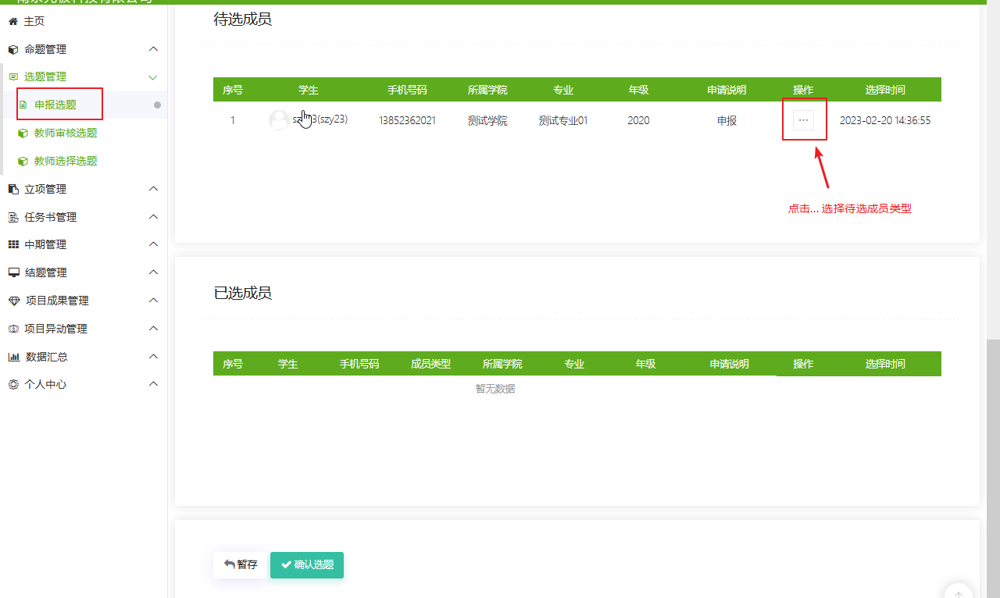 主页
命题管理
选题管理
申报选题
教师审核选题
教师选择选题
立项管理
任务书管理
中期管理
结题管理
项目成果管理
项目异动管理
数据汇总
个人中心
待选成员
序号 学生 手机号码 所属学院 专业 年级 申请说明 操作 选择时间
1 (szy23) 13852362021 测试学院 测试专业01 2020 申报 ... 2023-02-20 14:36:55
点击... 选择待选成员类型
已选成员
序号 学生 手机号码 成员类型 所属学院 专业 年级 申请说明 操作 选择时间
暂无数据
暂存 确认选题